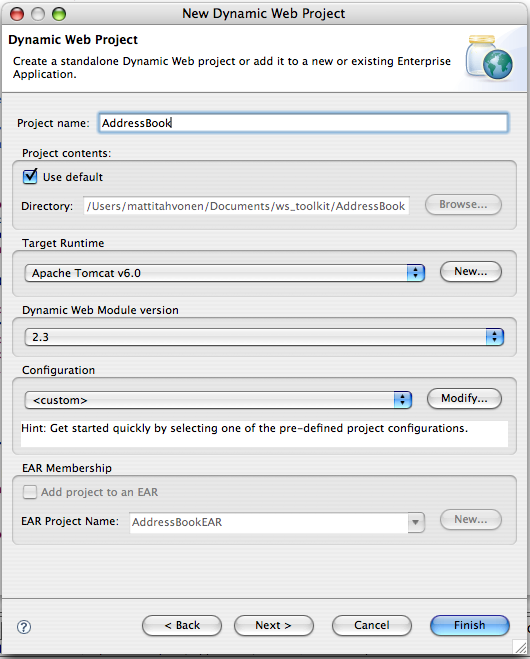 New Dynamic Web Project
Dynamic Web Project
Create a standalone Dynamic Web project or add it to a new or existing Enterprise
Application.
Project name: AddressBook
Project contents:
Use default
Directory: /Users/mattitahvonen/Documents/ws_toolkit/AddressBook Browse...
Target Runtime
Apache Tomcat v6.0 New...
Dynamic Web Module version
2.3
Configuration
<custom> Modify...
Hint: Get started quickly by selecting one of the pre-defined project configurations.
EAR Membership
Add project to an EAR
EAR Project Name: AddressBookEAR New...
? < Back Next > Cancel Finish